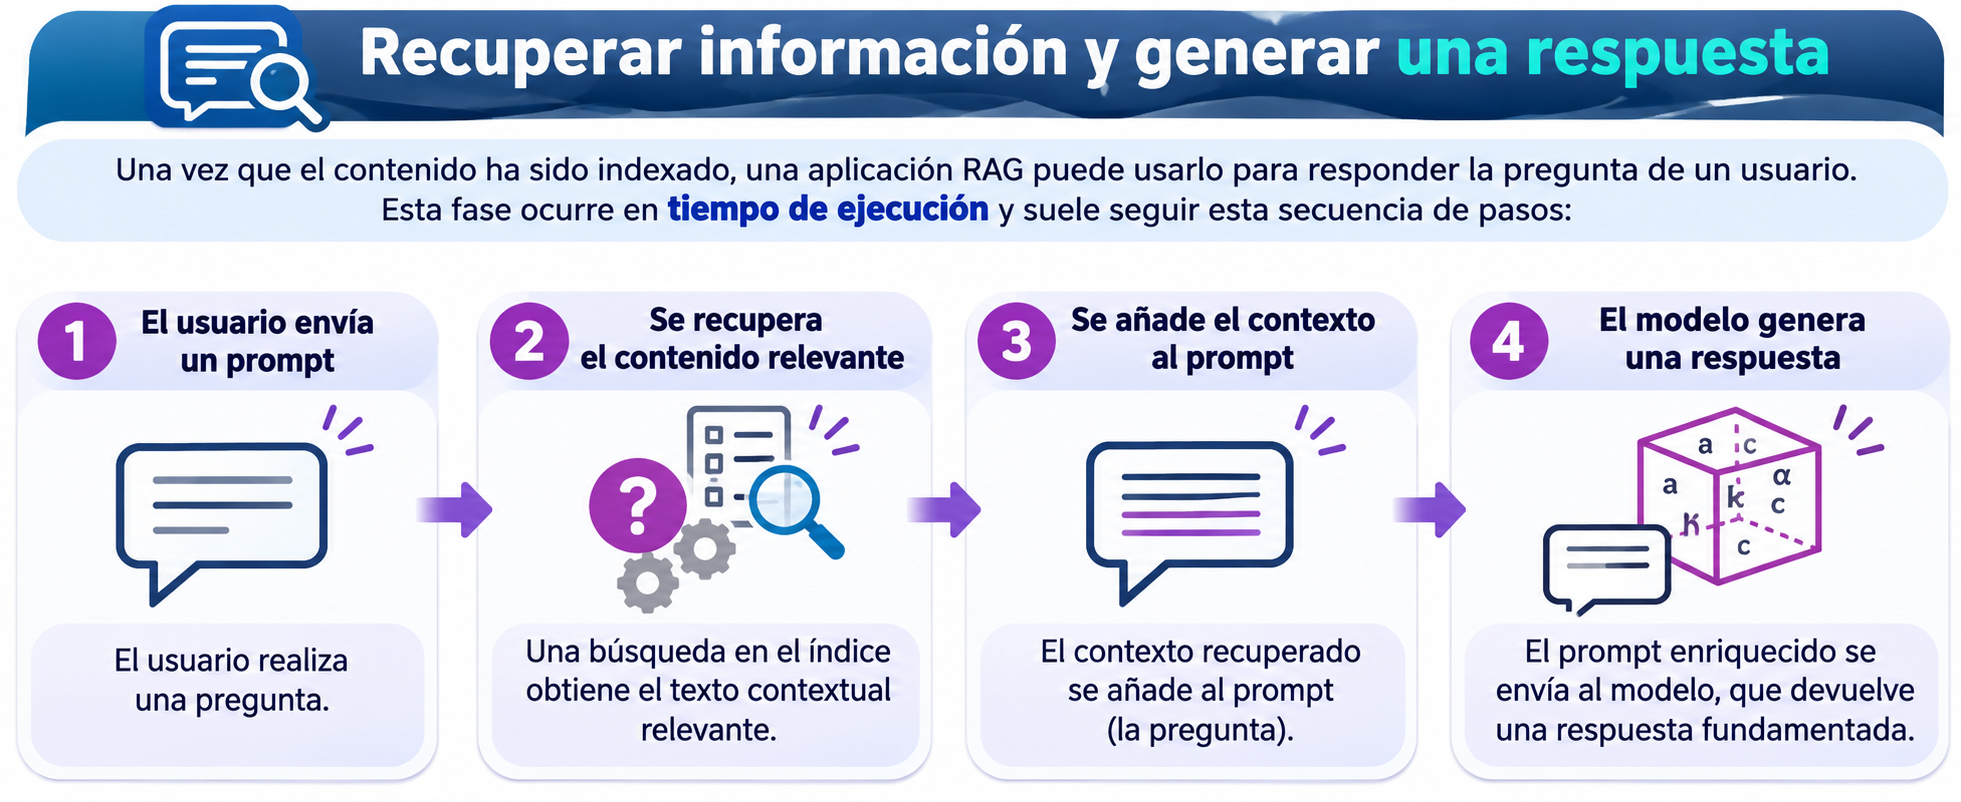 Recuperar información y generar una respuesta
Una vez que el contenido ha sido indexado, una aplicación RAG puede usarlo para responder la pregunta de un usuario.
Esta fase ocurre en tiempo de ejecución y suele seguir esta secuencia de pasos:
1
El usuario envía
un prompt
El usuario realiza
una pregunta.
2
Se recupera
el contenido relevante
?
Una búsqueda en el índice
obtiene el texto contextual
relevante.
3
Se añade el contexto
al prompt
El contexto recuperado
se añade al prompt
(la pregunta).
4
El modelo genera
una respuesta
a c
a k α
c
c
El prompt enriquecido se
envía al modelo, que devuelve
una respuesta fundamentada.